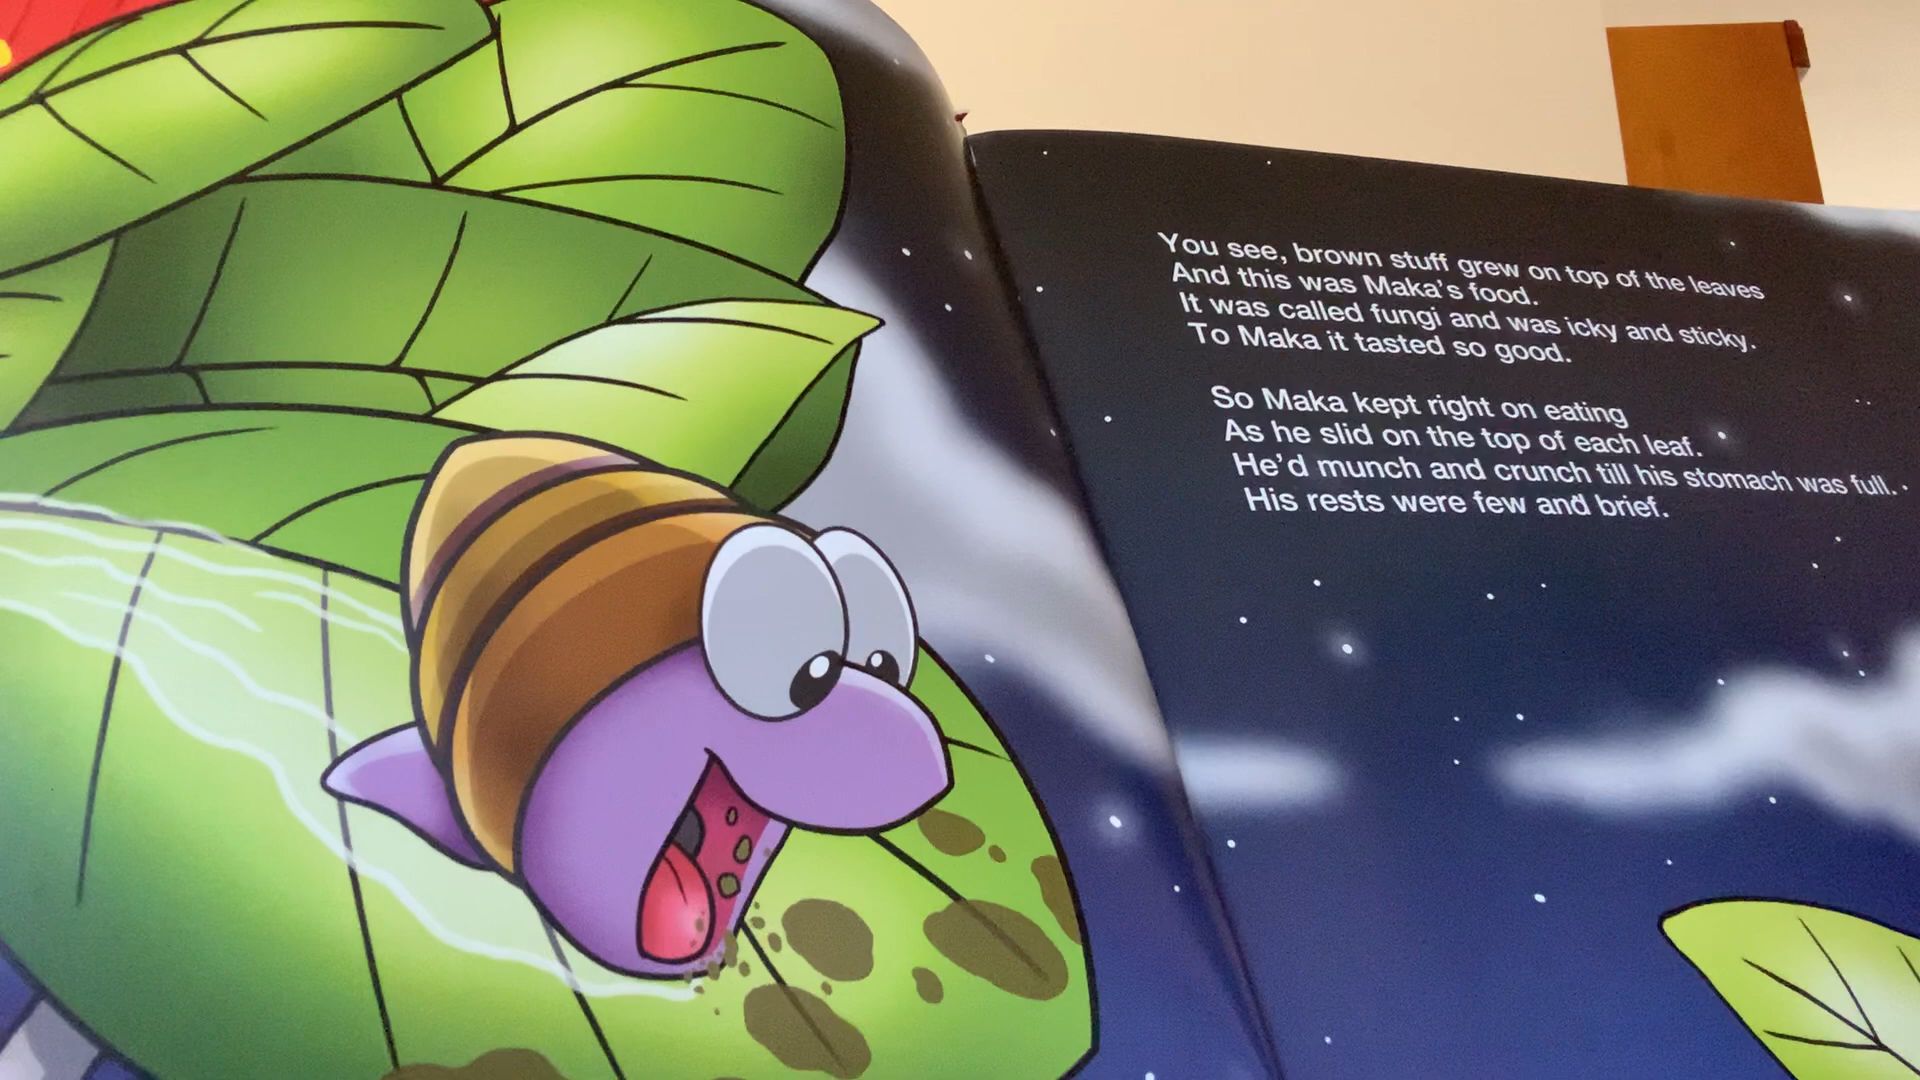 You see, brown stuff grew on top of the leaves
And this was Maka's food.
It was called fungi and was icky and sticky.
To Maka it tasted so good.
So Maka kept right on eating
As he slid on the top of each leaf.
He'd munch and crunch till his stomach was full.
His rests were few and brief.